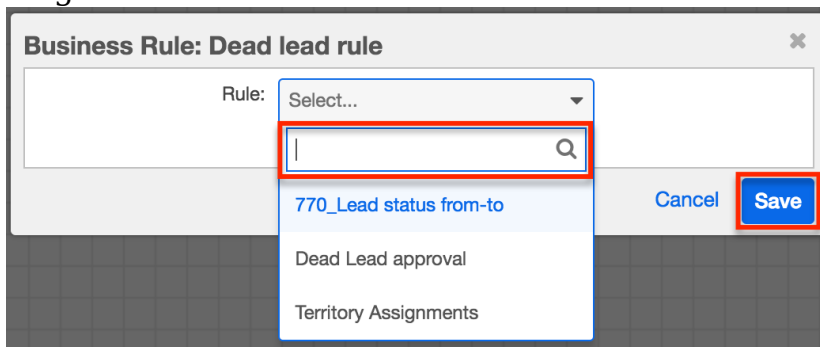 Business Rule: Dead lead rule
Rule: Select...
770_Lead status from-to
Cancel Save
Dead Lead approval
Territory Assignments